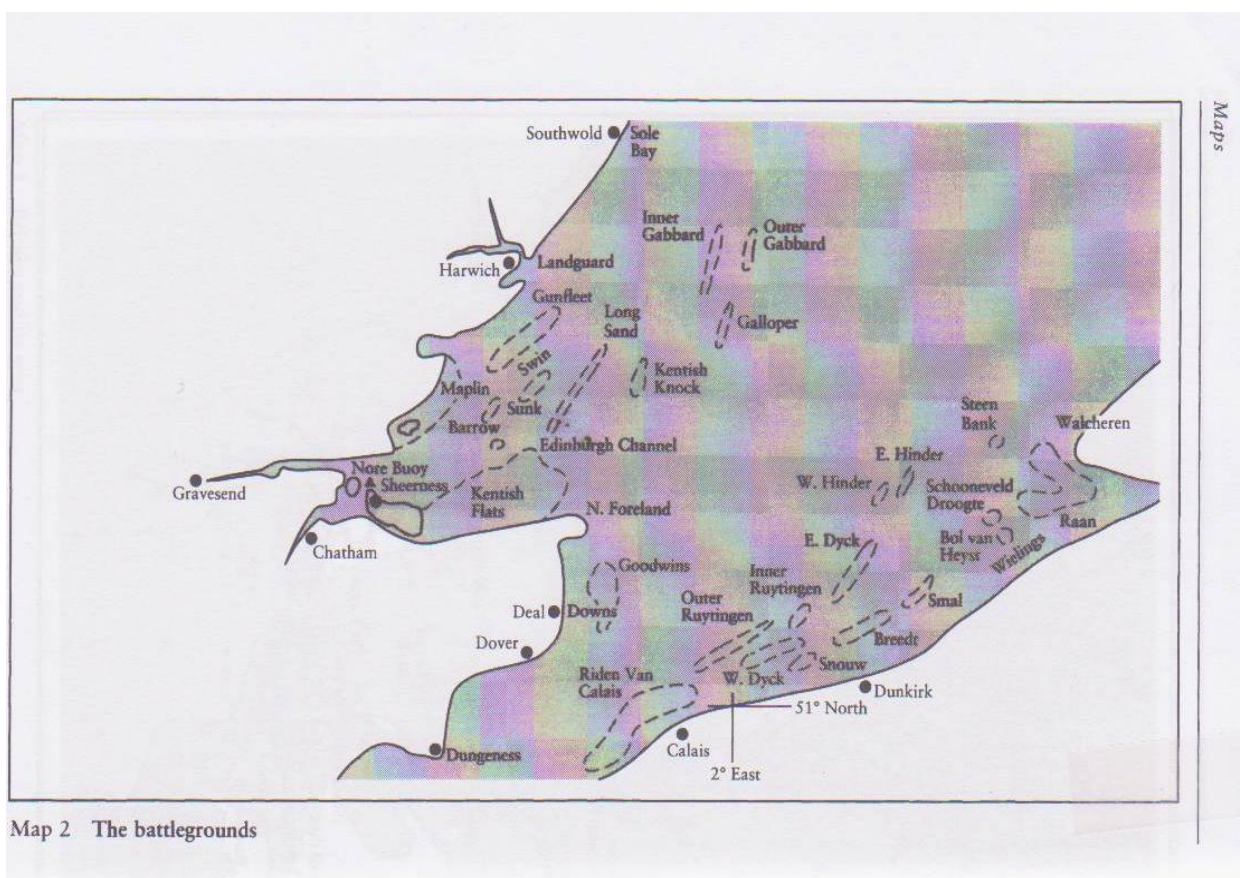 Maps
Southwold
Sole
Bay
Inner
Gabbard
Outer
Gabbard
Harwich
Landguard
Gunfleet
Long
Sand
Galloper
Swin
Kentish
Knock
Maplin
Sunk
Barrow
Steen
Bank
Walcheren
Edinburgh Channel
E. Hinder
Nore Buoy
Sheerness
Gravesend
Kentish
Flats
W. Hinder
Schooneveld
Droogte
N. Foreland
Raan
Chatham
E. Dyck
Bol van
Heyst
Wielings
Goodwins
Inner
Ruytingen
Outer
Ruytingen
Smal
Deal
Downs
Breedt
Dover
Snouw
Riden Van
Calais
W. Dyck
Dunkirk
51° North
Calais
Dungeness
2° East
Map 2 The battlegrounds